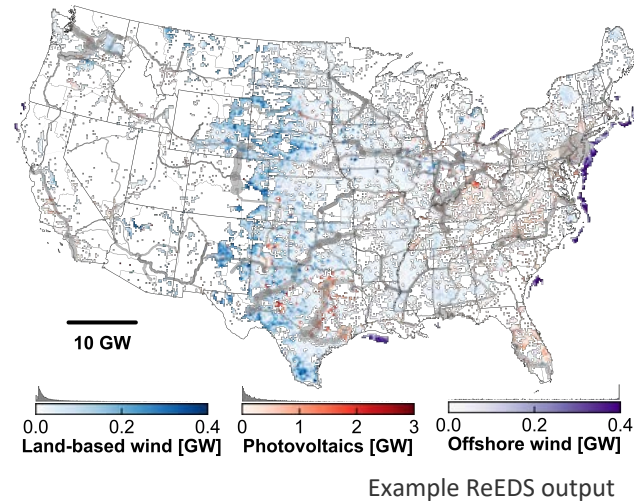 10 GW
0.0 0.2 0.4
Land-based wind [GW]
0 1 2 3
Photovoltaics [GW]
0.0 0.2 0.4
Offshore wind [GW]
Example ReEDS output